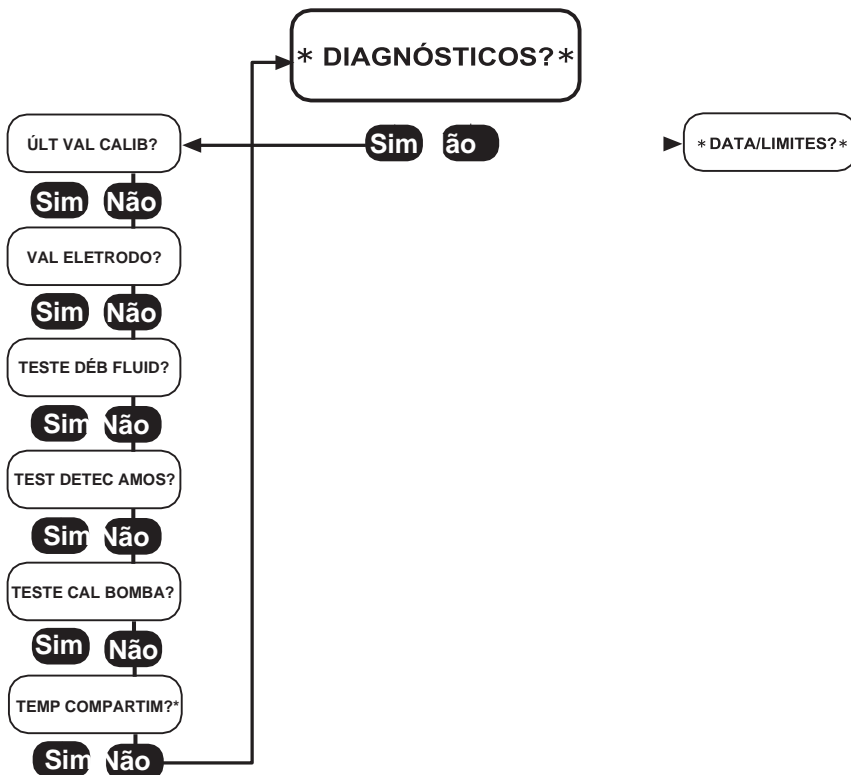 * DIAGNÓSTICOS? *
ÚLT VAL CALIB?
Sim ão
* DATA/LIMITES? *
Sim Não
VAL ELETRODO?
Sim Não
TESTE DÉB FLUID?
Sim Não
TEST DETEC AMOS?
Sim Não
TESTE CAL BOMBA?
Sim Não
TEMP COMPARTIM?*
Sim Não